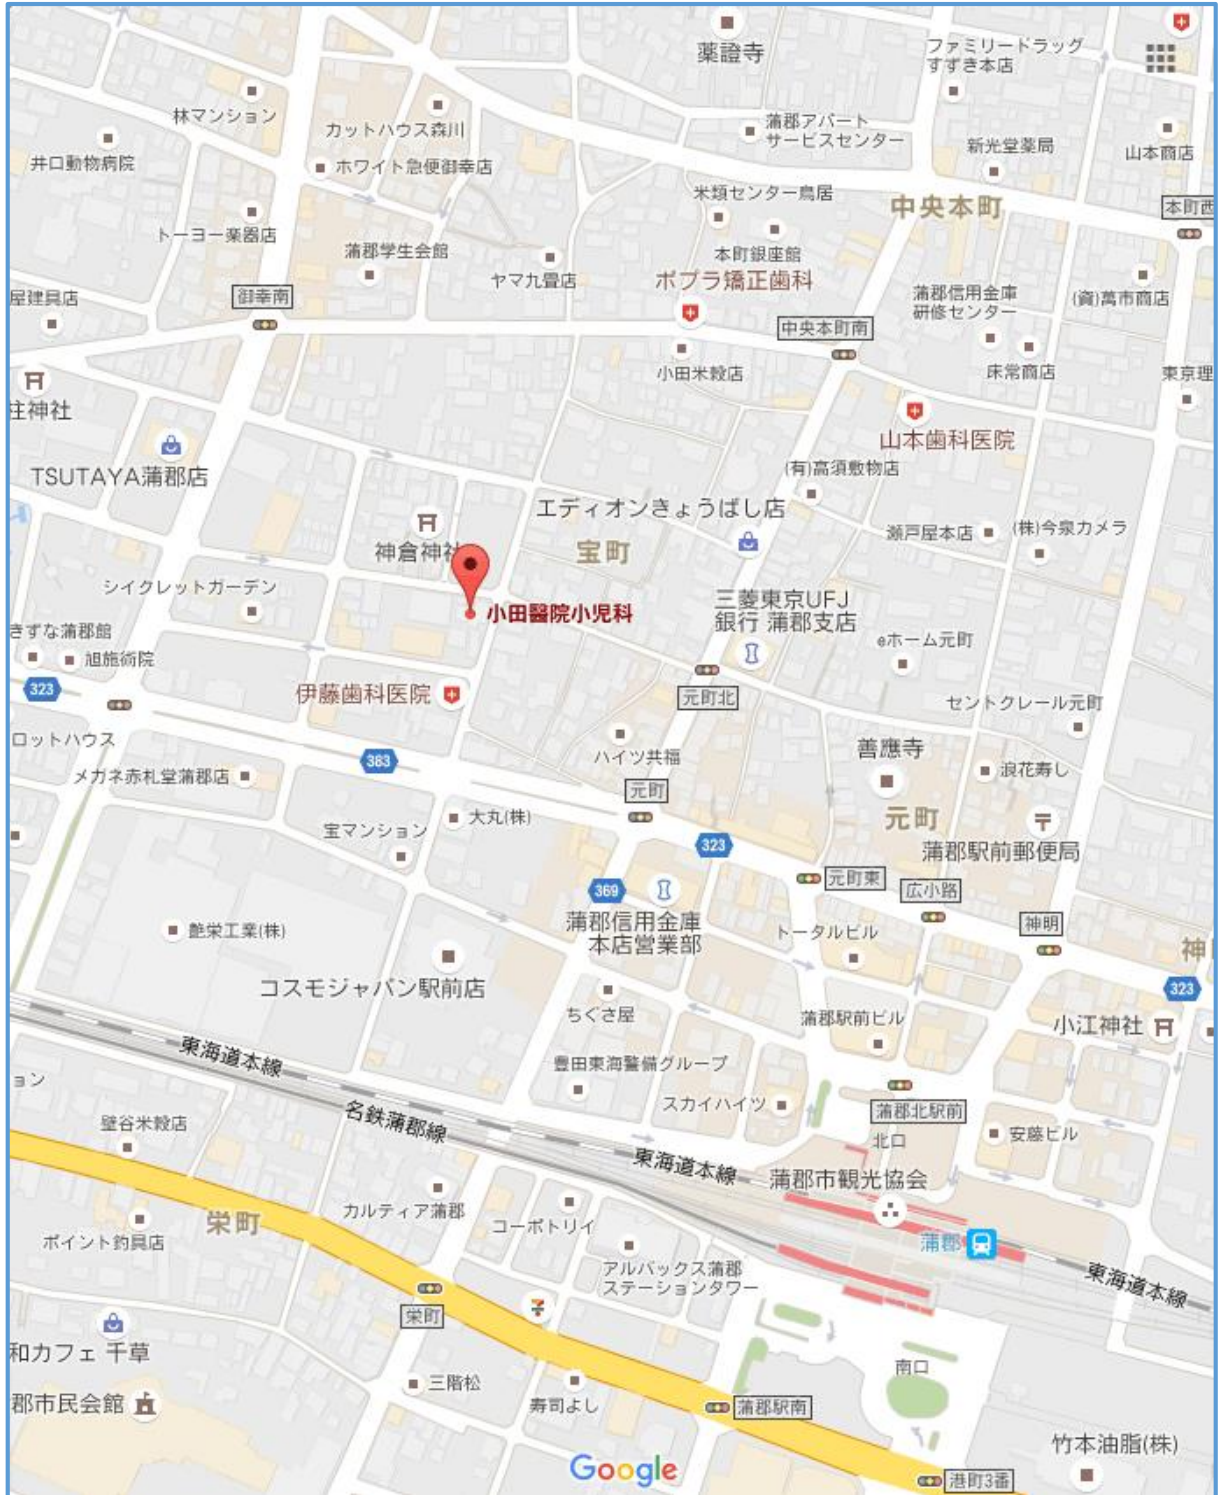 薬證寺
ファミリードラッグ
すずき本店
林マンション
カットハウス森川
蒲郡アパート
サービスセンター
新光堂薬局
山本商店
井口動物病院
ホワイト急便御幸店
米類センター鳥居
中央本町
本町西
トーヨー楽器店
蒲郡学生会館
本町銀座館
ヤマ九畳店
ポプラ矯正歯科
屋建具店
御幸南
蒲郡信用金庫
研修センター
(資)萬市商店
中央本町南
小田米穀店
床常商店
東京理
柱神社
山本歯科医院
TSUTAYA蒲郡店
(有)高須敷物店
エディオンきょうばし店
瀬戸屋本店
(株)今泉カメラ
神倉神社
宝町
シイクレットガーデン
小田醫院小児科
三菱東京UFJ
銀行 蒲郡支店
きずな蒲郡館
旭施術院
eホーム元町
323
伊藤歯科医院
元町北
セントクレール元町
ロットハウス
383
ハイツ共福
善應寺
メガネ赤札堂蒲郡店
浪花寿し
元町
宝マンション
大丸(株)
元町
323
蒲郡駅前郵便局
元町東
広小路
369
蒲郡信用金庫
本店営業部
艶栄工業(株)
トータルビル
神明
神
コスモジャパン駅前店
323
ちぐさ屋
蒲郡駅前ビル
小江神社
東海道本線
豊田東海警備グループ
ョン
スカイハイツ
蒲郡北駅前
名鉄蒲郡線
壁谷米穀店
北口
安藤ビル
東海道本線
蒲郡市観光協会
カルティア蒲郡
栄町
コーポトリイ
ポイント釣具店
蒲郡
アルバックス蒲郡
ステーションタワー
東海道本線
栄町
和カフェ 千草
南口
三階松
郡市民会館
寿司よし
蒲郡駅南
竹本油脂(株)
Google
港町3番